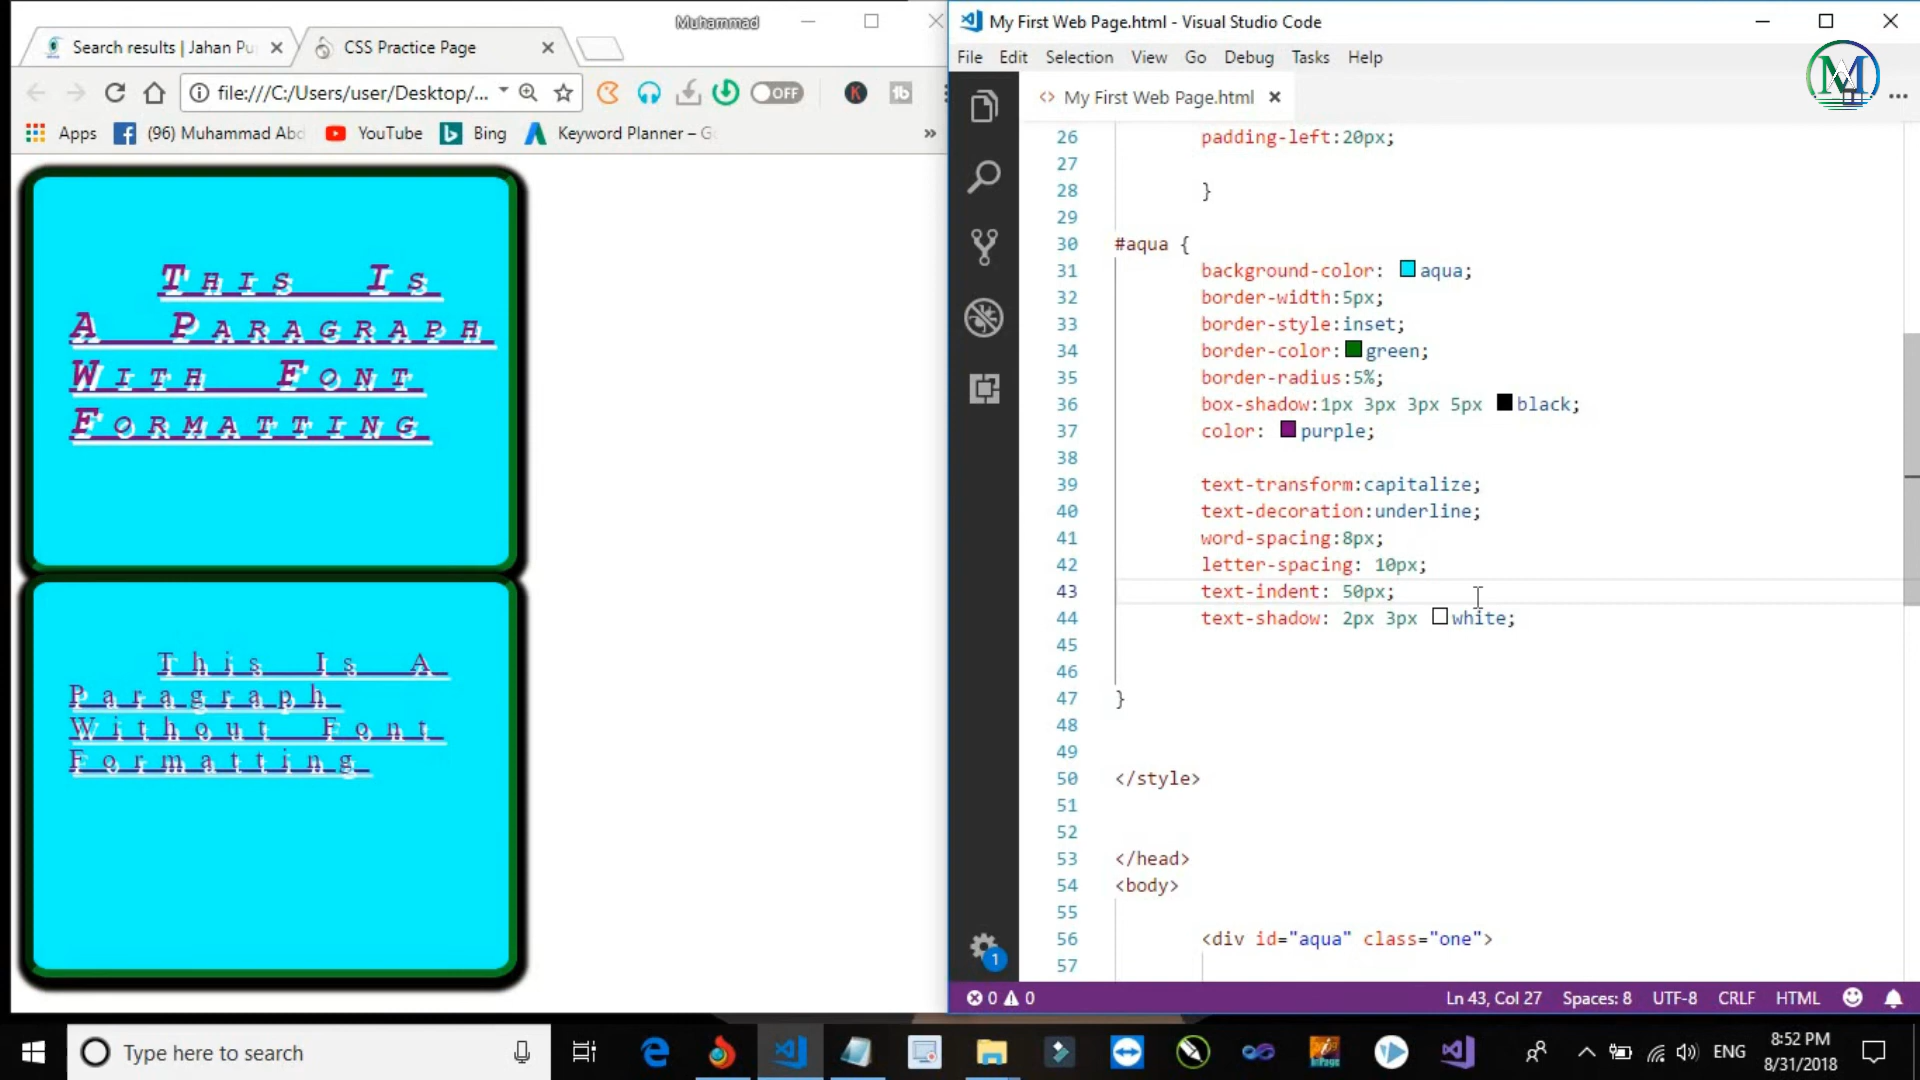 Muhammad
Search results | Jahan Pu
CSS Practice Page
file:///C:/Users/user/Desktop/...
OFF
K
tb
Apps
(96) Muhammad Abd
YouTube
Bing
Keyword Planner – G
This Is
A Paragraph
With Font
Formatting
This Is A
Paragraph
Without Font
Formatting
My First Web Page.html - Visual Studio Code
File Edit Selection View Go Debug Tasks Help
M
<> My First Web Page.html
26 padding-left:20px;
27
28 }
29
30 #aqua {
31 background-color: aqua;
32 border-width:5px;
33 border-style:inset;
34 border-color:green;
35 border-radius:5%;
36 box-shadow:1px 3px 3px 5px black;
37 color: purple;
38
39 text-transform:capitalize;
40 text-decoration:underline;
41 word-spacing:8px;
42 letter-spacing: 10px;
43 text-indent: 50px;
44 text-shadow: 2px 3px white;
45
46
47 }
48
49
50 </style>
51
52
53 </head>
54 <body>
55
56 <div id="aqua" class="one">
57
1
0 0 Ln 43, Col 27 Spaces: 8 UTF-8 CRLF HTML
Type here to search
ENG
8:52 PM
8/31/2018